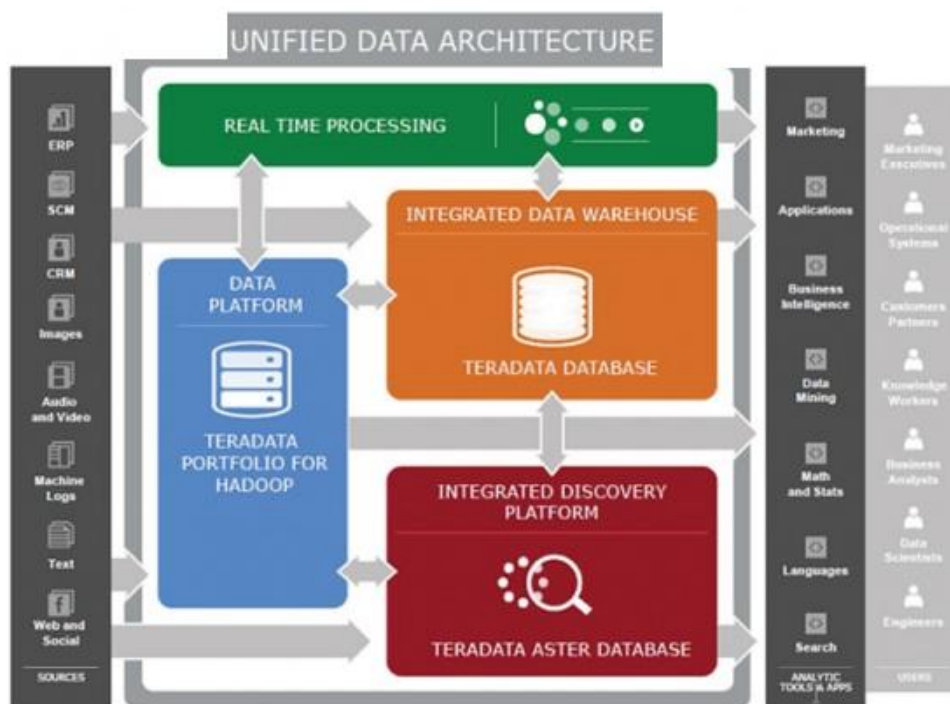 UNIFIED DATA ARCHITECTURE
ERP
SCM
CRM
Images
Audio
and Video
Machine
Logs
Text
Web and
Social
SOURCES
REAL TIME PROCESSING
INTEGRATED DATA WAREHOUSE
TERADATA DATABASE
DATA
PLATFORM
TERADATA
PORTFOLIO FOR
HADOOP
INTEGRATED DISCOVERY
PLATFORM
TERADATA ASTER DATABASE
Marketing
Applications
Business
Intelligence
Data
Mining
Math
and Stats
Languages
Search
ANALYTIC
TOOLS & APPS
Marketing
Executives
Operational
Systems
Customers
Partners
Knowledge
Workers
Business
Analysts
Data
Scientists
Engineers
USERS